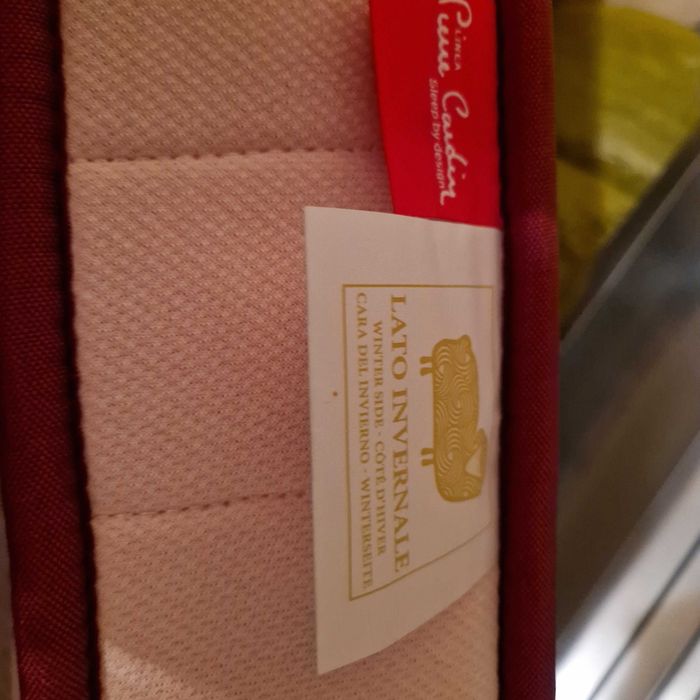 LINEA
Pierre Cardin
Sleep by design
LATO INVERNALE
WINTER SIDE - CÔTÉ D'HIVER
CARA DEL INVIERNO - WINTERSEITE